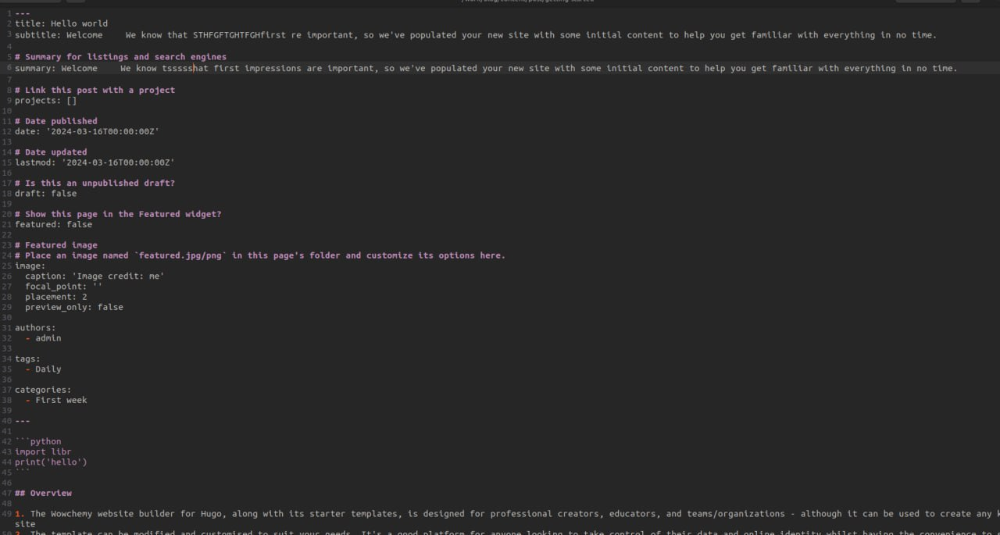 1 ---
2 title: Hello world
3 subtitle: Welcome     We know that STHFGFTGHTFGHfirst re important, so we've populated your new site with some initial content to help you get familiar with everything in no time.
4
5 # Summary for listings and search engines
6 summary: Welcome     We know tssssshat first impressions are important, so we've populated your new site with some initial content to help you get familiar with everything in no time.
7
8 # Link this post with a project
9 projects: []
10
11 # Date published
12 date: '2024-03-16T00:00:00Z'
13
14 # Date updated
15 lastmod: '2024-03-16T00:00:00Z'
16
17 # Is this an unpublished draft?
18 draft: false
19
20 # Show this page in the Featured widget?
21 featured: false
22
23 # Featured image
24 # Place an image named `featured.jpg/png` in this page's folder and customize its options here.
25 image:
26   caption: 'Image credit: me'
27   focal_point: ''
28   placement: 2
29   preview_only: false
30
31 authors:
32   - admin
33
34 tags:
35   - Daily
36
37 categories:
38   - First week
39
40 ---
41
42 ```python
43 import libr
44 print('hello')
45 ```
46
47 ## Overview
48
49 1. The Wowchemy website builder for Hugo, along with its starter templates, is designed for professional creators, educators, and teams/organizations - although it can be used to create any
site
50 2. The template can be modified and customised to suit your needs. It's a good platform for anyone looking to take control of their data and online identity whilst having the convenience to